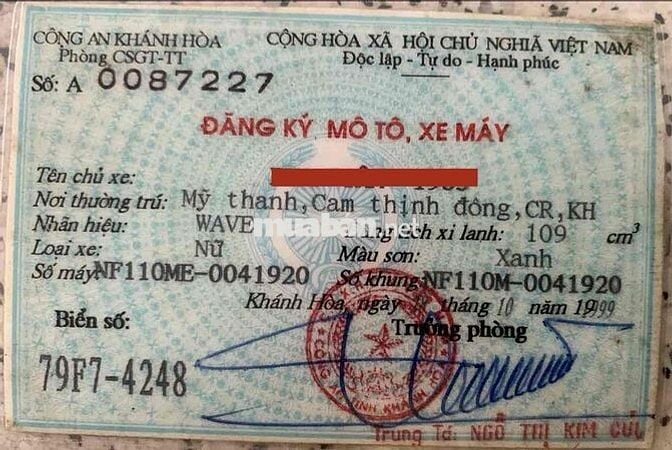 CÔNG AN KHÁNH HÒA
Phòng CSGT-TT
Số: A 0087227
CỘNG HÒA XÃ HỘI CHỦ NGHĨA VIỆT NAM
Độc lập - Tự do - Hạnh phúc
ĐĂNG KÝ MÔ TÔ, XE MÁY
Tên chủ xe:
Nơi thường trú: Mỹ thanh,Cam thịnh đông,CR,KH
Nhãn hiệu: WAVE Dung tích xi lanh: 109 cm³
muaban.net
Loại xe: Nữ Màu sơn: Xanh
Số máy NF110ME-0041920 Số khung NF110M-0041920
Khánh Hòa, ngày tháng 10 năm 1999
Biển số: Trưởng phòng
79F7-4248
Trung Tá: NGÔ THỊ KIM CÚC